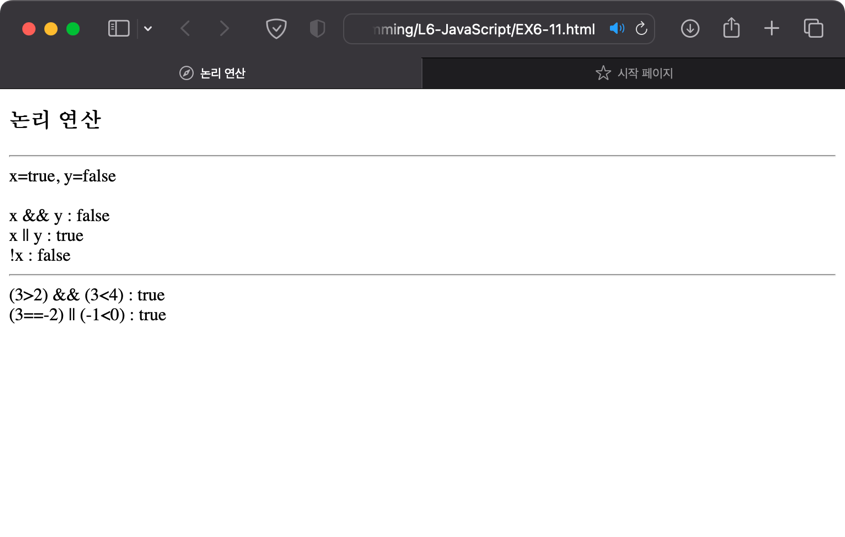 mming/L6-JavaScript/EX6-11.html
논리 연산
시작 페이지
논리 연산
x=true, y=false
x && y : false
x || y : true
!x : false
(3>2) && (3<4) : true
(3==-2) || (-1<0) : true